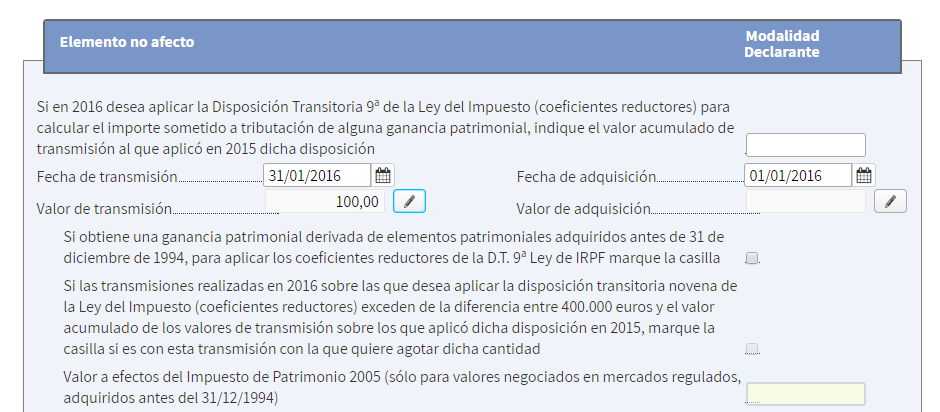 Elemento no afecto
Modalidad
Declarante
Si en 2016 desea aplicar la Disposición Transitoria 9ª de la Ley del Impuesto (coeficientes reductores) para
calcular el importe sometido a tributación de alguna ganancia patrimonial, indique el valor acumulado de
transmisión al que aplicó en 2015 dicha disposición
Fecha de transmisión 31/01/2016 Fecha de adquisición 01/01/2016
Valor de transmisión 100,00 Valor de adquisición
Si obtiene una ganancia patrimonial derivada de elementos patrimoniales adquiridos antes de 31 de
diciembre de 1994, para aplicar los coeficientes reductores de la D.T. 9ª Ley de IRPF marque la casilla
Si las transmisiones realizadas en 2016 sobre las que desea aplicar la disposición transitoria novena de
la Ley del Impuesto (coeficientes reductores) exceden de la diferencia entre 400.000 euros y el valor
acumulado de los valores de transmisión sobre los que aplicó dicha disposición en 2015, marque la
casilla si es con esta transmisión con la que quiere agotar dicha cantidad
Valor a efectos del Impuesto de Patrimonio 2005 (sólo para valores negociados en mercados regulados,
adquiridos antes del 31/12/1994)